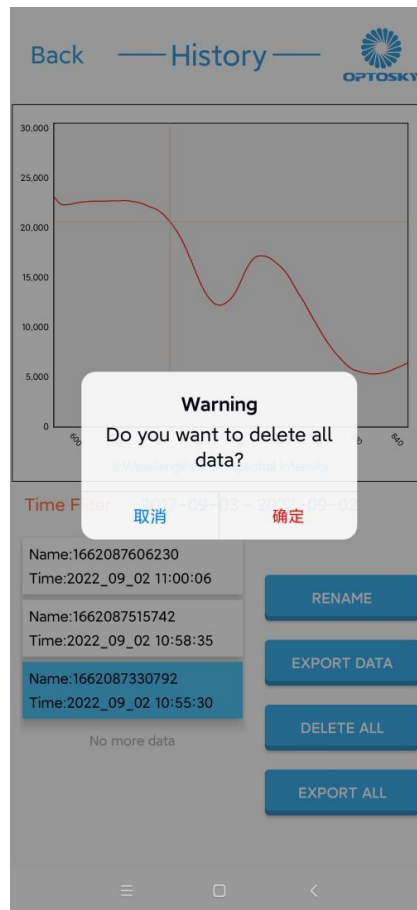 Back
History
OPTOSKY
30,000
25,000
20,000
15,000
10,000
5,000
0
600
840
Warning
Do you want to delete all
data?
取消
确定
Time F
Name:1662087606230
Time:2022_09_02 11:00:06
Name:1662087515742
Time:2022_09_02 10:58:35
Name:1662087330792
Time:2022_09_02 10:55:30
No more data
RENAME
EXPORT DATA
DELETE ALL
EXPORT ALL